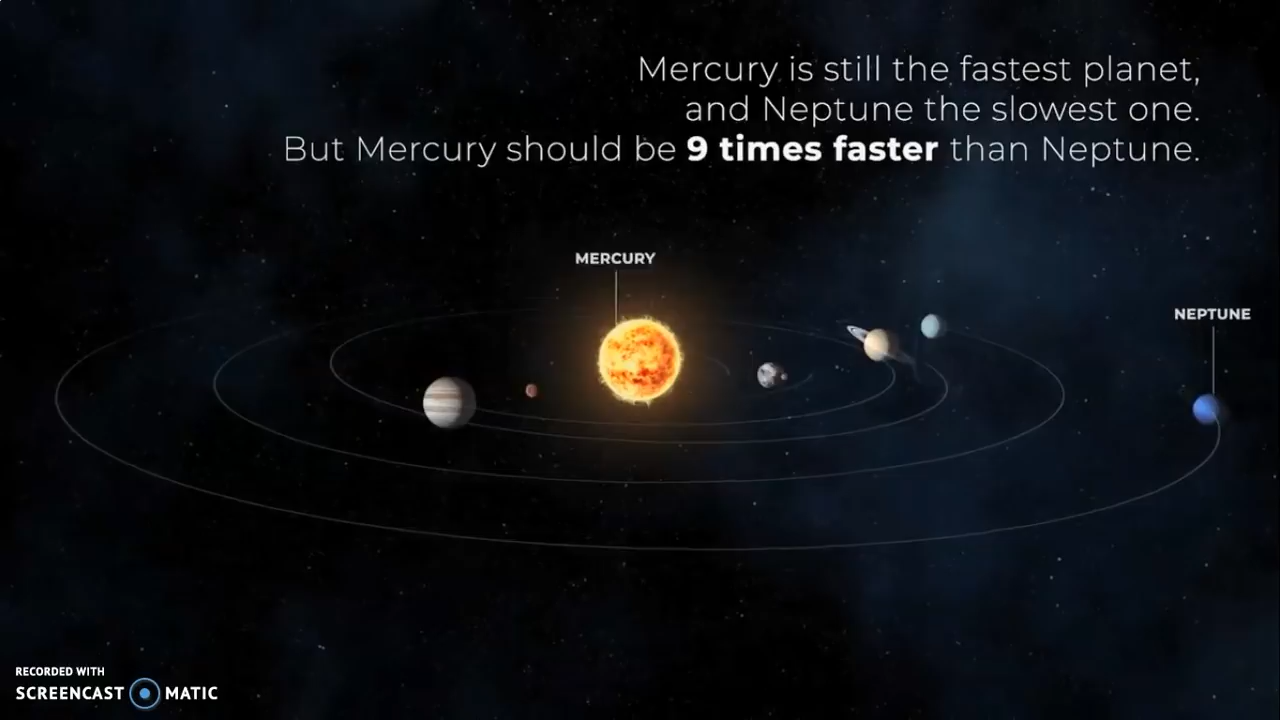 Mercury is still the fastest planet,
and Neptune the slowest one.
But Mercury should be 9 times faster than Neptune.
MERCURY
NEPTUNE
RECORDED WITH
SCREENCAST MATIC